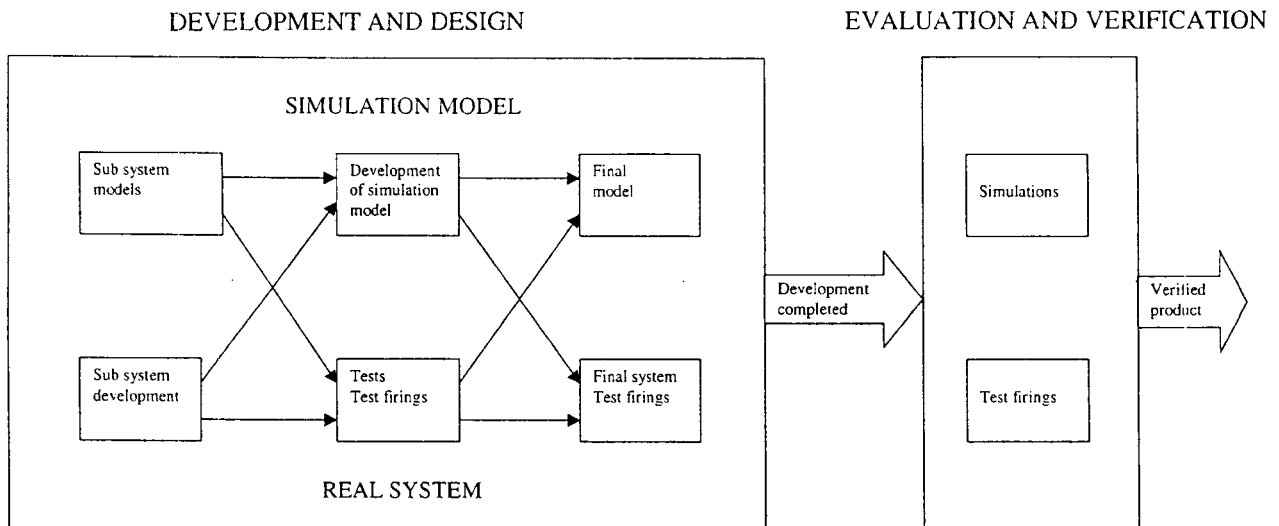 DEVELOPMENT AND DESIGN
EVALUATION AND VERIFICATION
SIMULATION MODEL
Sub system
models
Development
of simulation
model
Final
model
Simulations
Development
completed
Verified
product
Sub system
development
Tests
Test firings
Final system
Test firings
Test firings
REAL SYSTEM